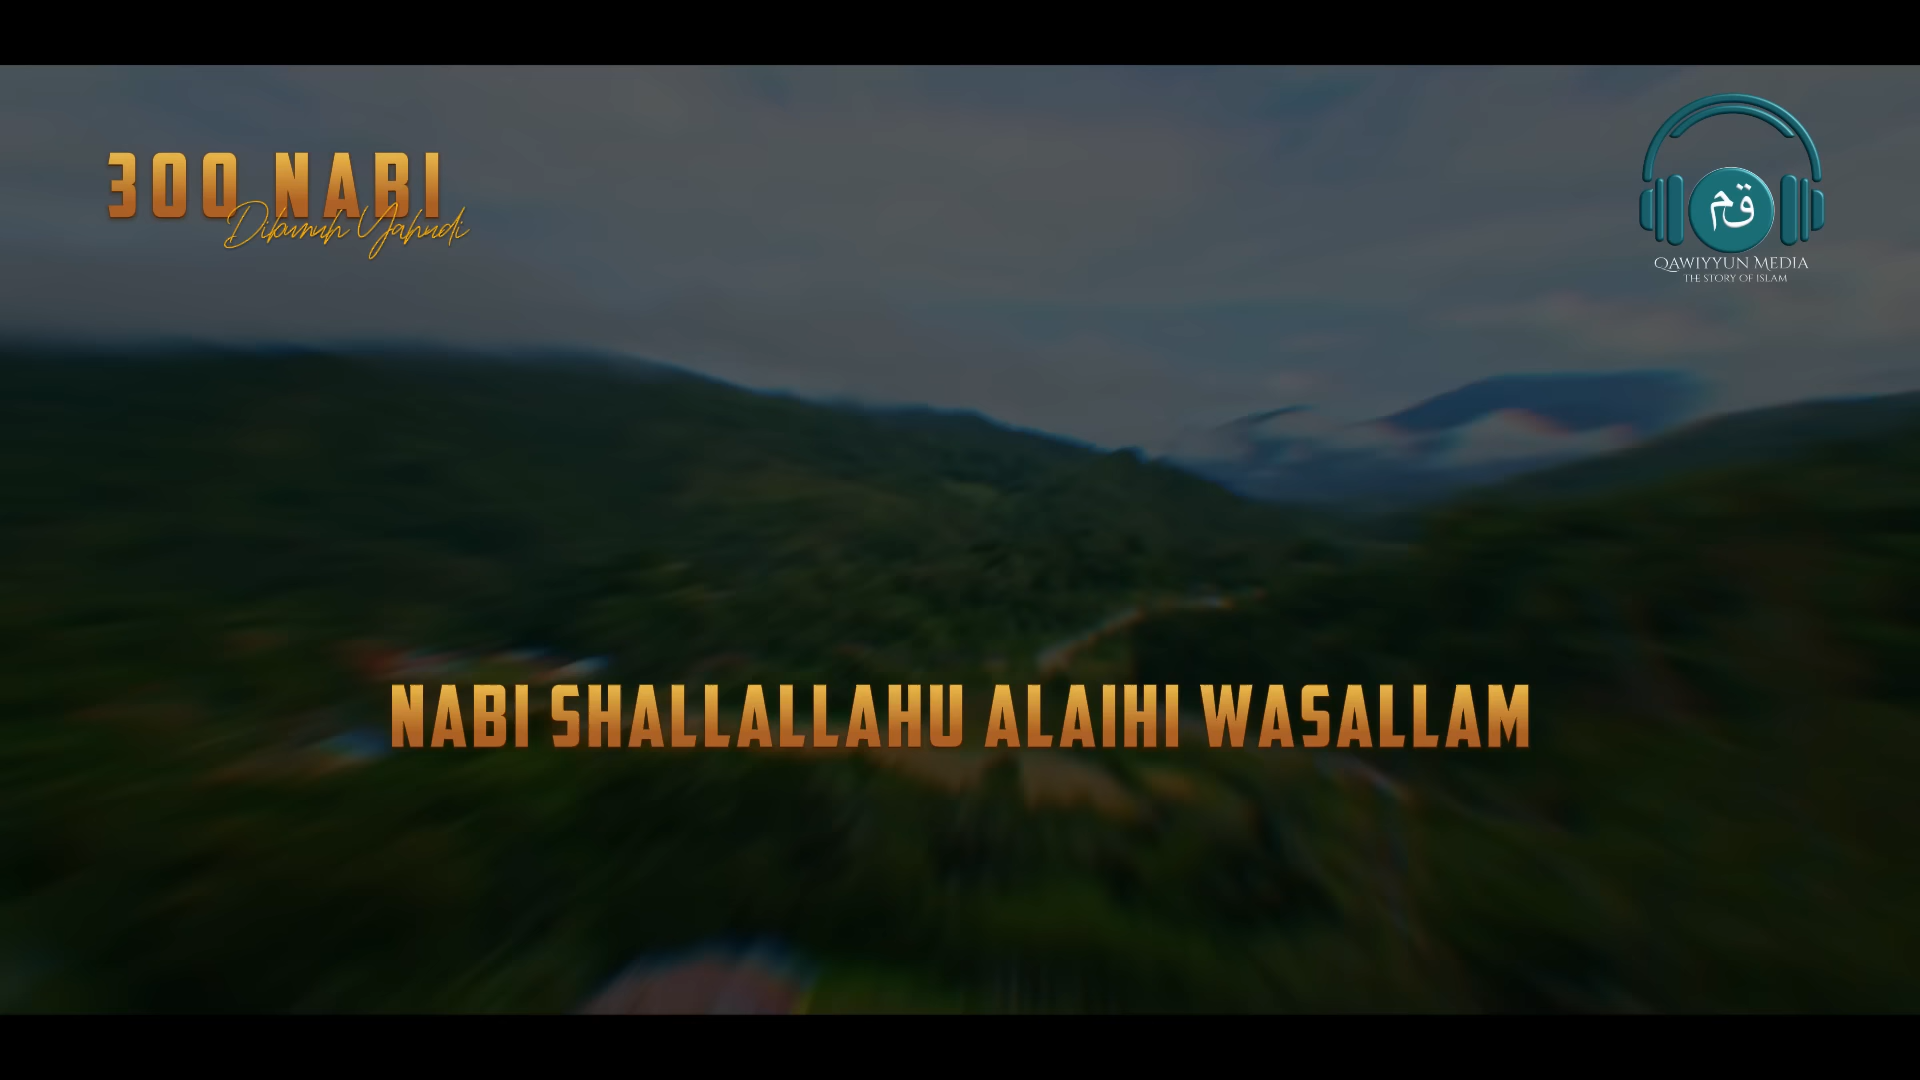 300 NABI
Dibunuh Yahudi
قم
QAWIYYUN MEDIA
THE STORY OF ISLAM
NABI SHALLALLAHU ALAIHI WASALLAM